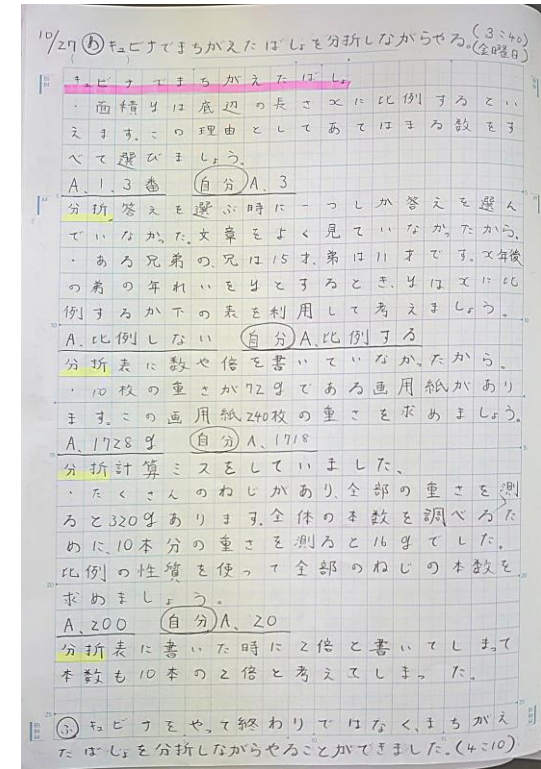 10/27 め キュビナでまちがえたばしょを分折しながらやる。(3:40)(金曜日)
キュビナでまちがえたばしょ
・面積yは底辺の長さxに比例するとい
えます。この理由としてあてはまる数をす
べて選びましょう。
A、1、3番 自分 A、3
分折、答えを選ぶ時に一つしか答えを選ん
でいなかった。文章をよく見ていなかったから、
・ある兄弟の、兄は15才、弟は11才です。x年後
の弟の年れいをyとするとき、yはxに比
例するか下の表を利用して考えましょう。
A、比例しない 自分 A、比例する
分折表に数や倍を書いていなかったから。
・10枚の重さが72gである画用紙があり
ます。この画用紙240枚の重さを求めましょう。
A、1728g 自分 A、1718
分折計算ミスをしていました、
・たくさんのねじがあり、全部の重さを測
ると320gあります。全体の本数を調べるた
めに、10本分の重さを測ると16gでした。
比例の性質を使って全部のねじの本数を
求めましょう。
A、200 自分 A、20
分折表に書いた時に2倍と書いてしまって
本数も10本の2倍と考えてしまった。
ふ キュビナをやって終わりではなく、まちがえ
たばしょを分折しながらやることができました。(4:10)